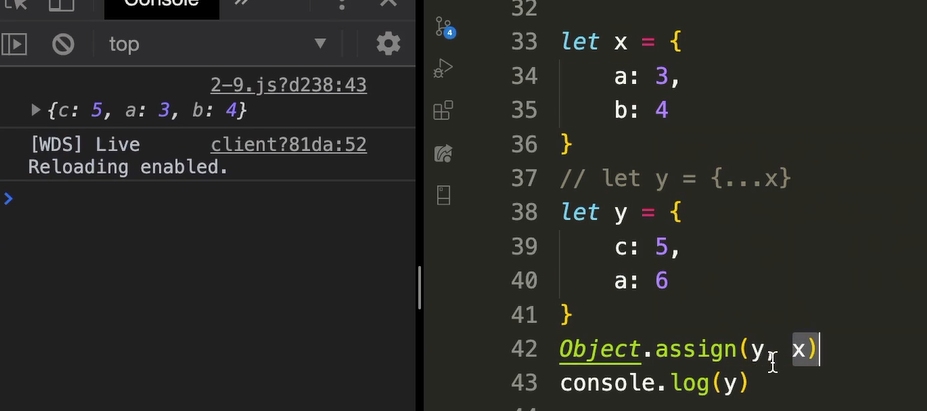 Console
top
2-9.js?d238:43
{c: 5, a: 3, b: 4}
[WDS] Live
client?81da:52
Reloading enabled.
4
32
33 let x = {
34 a: 3,
35 b: 4
36 }
37 // let y = {...x}
38 let y = {
39 c: 5,
40 a: 6
41 }
42 Object.assign(y, x)
43 console.log(y)